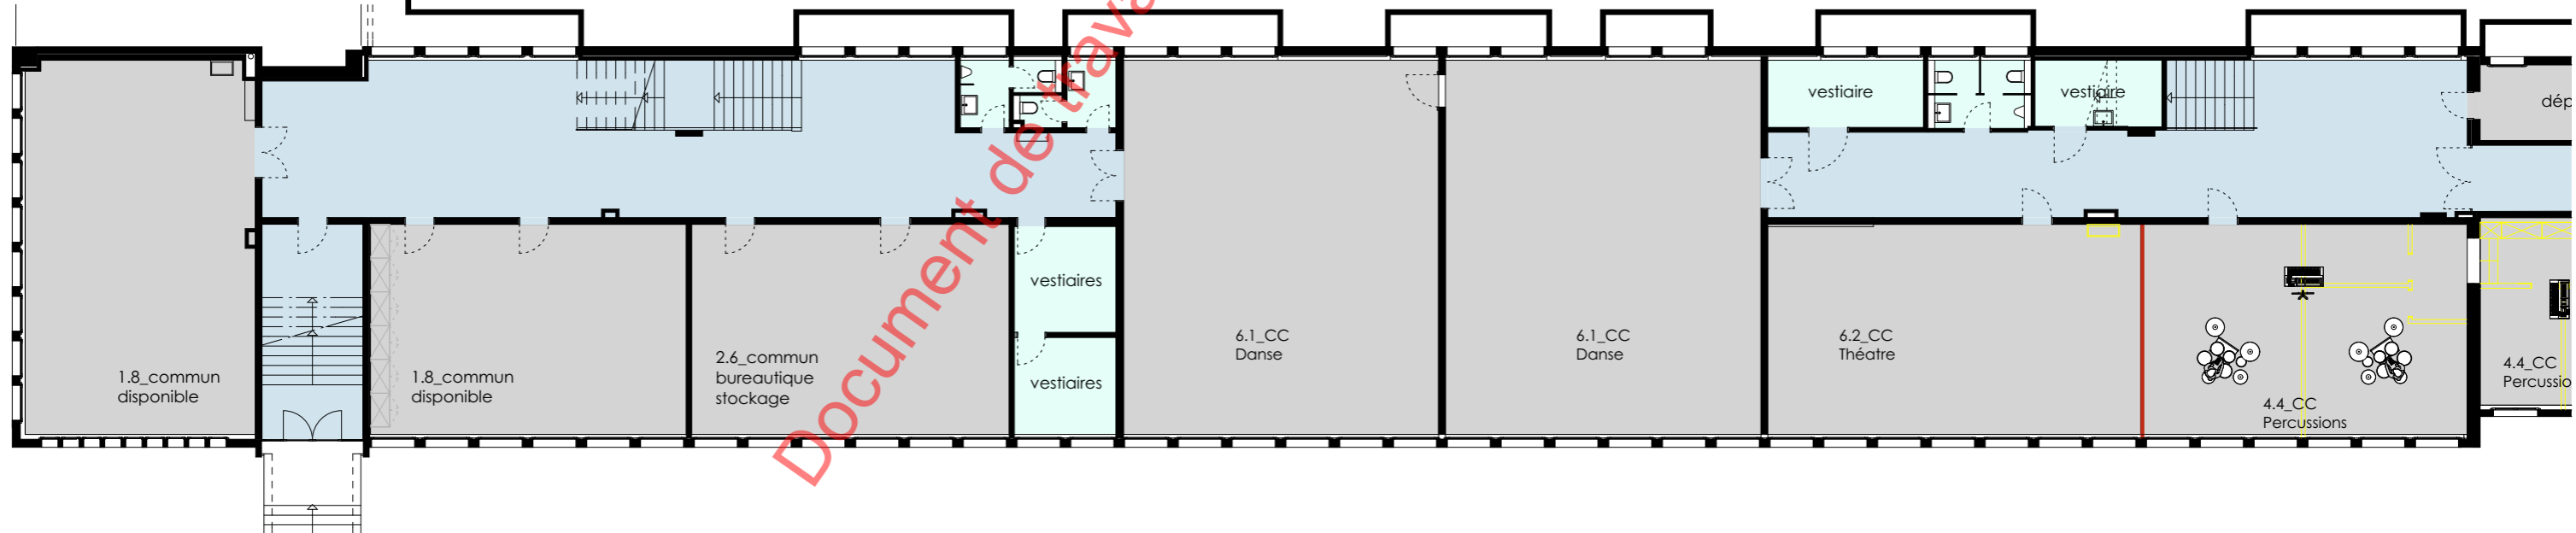 vestiaire
vestiaire
vestiaires
6.1_CC
Danse
6.1_CC
Danse
6.2_CC
Théatre
2.6_commun
bureautique
stockage
1.8_commun
disponible
1.8_commun
disponible
vestiaires
4.4_CC
Percussions
4.4_CC
Percussio
dép
Document de trava